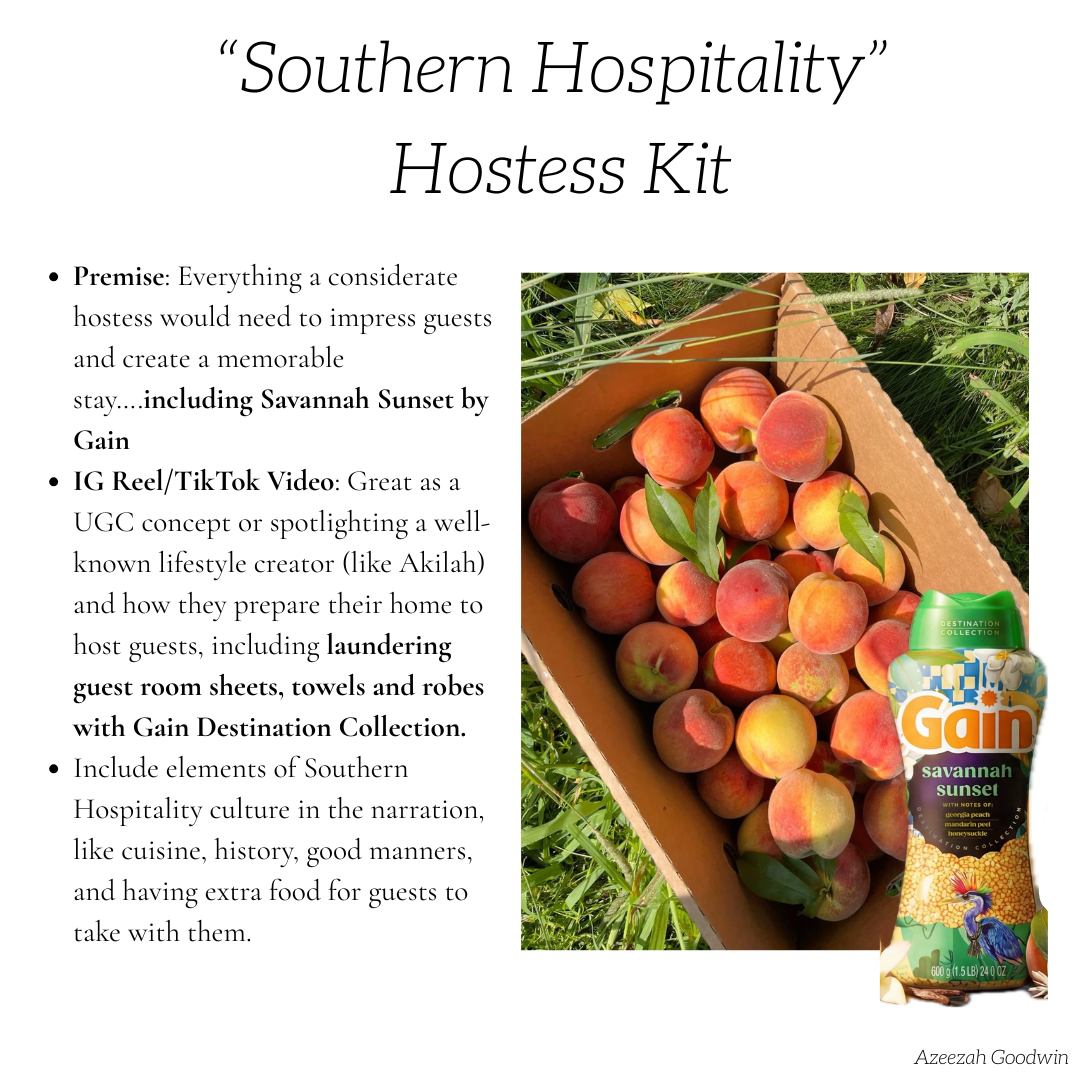 “Southern Hospitality”
Hostess Kit
Premise: Everything a considerate
hostess would need to impress guests
and create a memorable
stay....including Savannah Sunset by
Gain
IG Reel/TikTok Video: Great as a
UGC concept or spotlighting a well-
known lifestyle creator (like Akilah)
and how they prepare their home to
host guests, including laundering
guest room sheets, towels and robes
with Gain Destination Collection.
Include elements of Southern
Hospitality culture in the narration,
like cuisine, history, good manners,
and having extra food for guests to
take with them.
DESTINATION
COLLECTION
Gain
savannah
sunset
WITH NOTES OF:
georgia peach
mandarin peel
honeysuckle
DESTINATION COLLECTION
600 g (1.5 LB) 24.0 OZ
Azeezah Goodwin